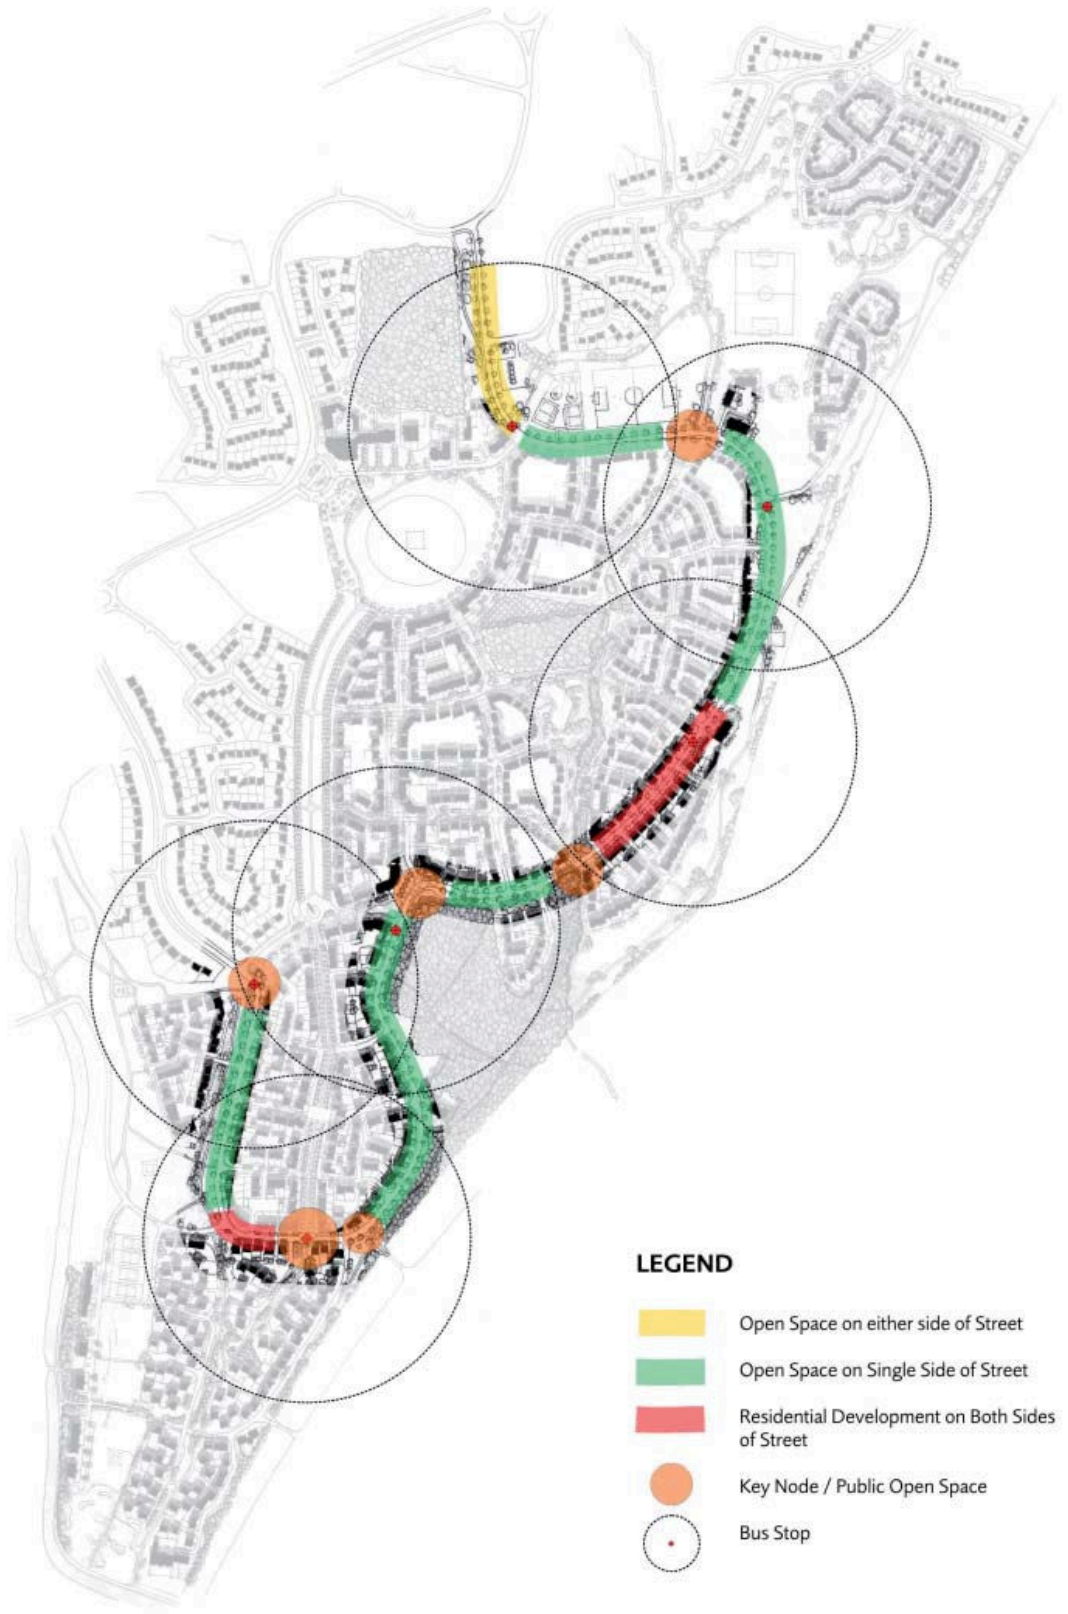 LEGEND
Open Space on either side of Street
Open Space on Single Side of Street
Residential Development on Both Sides
of Street
Key Node / Public Open Space
Bus Stop